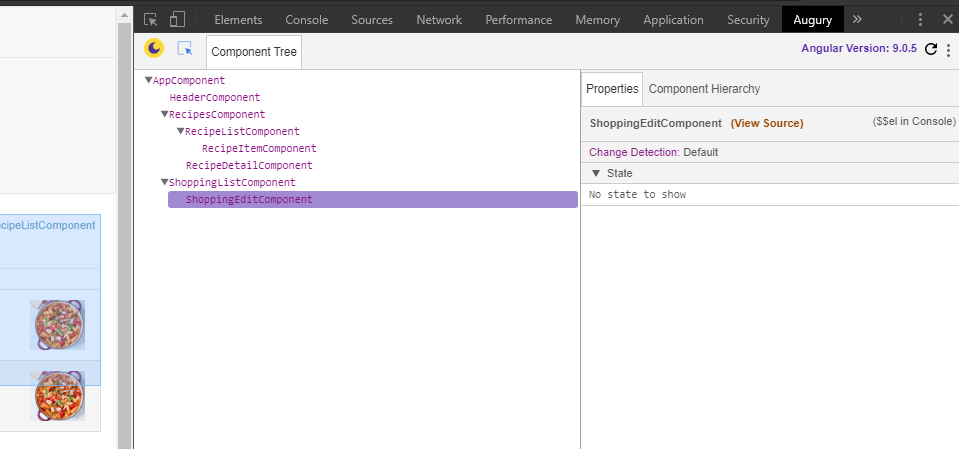 Elements Console Sources Network Performance Memory Application Security Augury »
Component Tree
Angular Version: 9.0.5
AppComponent
HeaderComponent
RecipesComponent
RecipeListComponent
RecipeItemComponent
RecipeDetailComponent
ShoppingListComponent
ShoppingEditComponent
Properties Component Hierarchy
ShoppingEditComponent (View Source) ($$el in Console)
Change Detection: Default
State
No state to show
ecipeListComponent